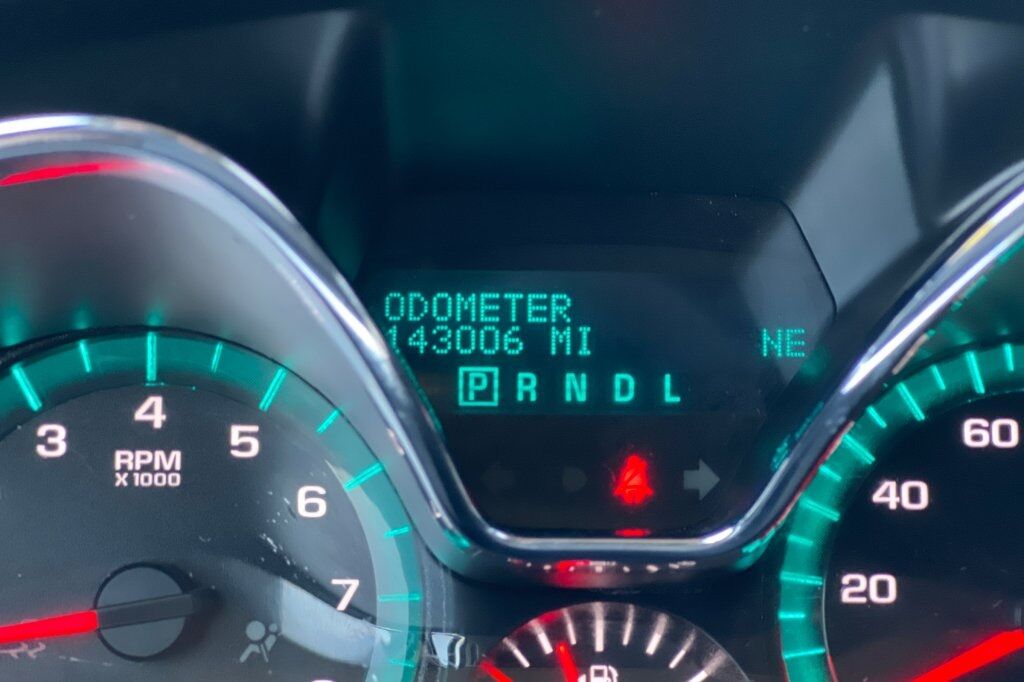 ODOMETER
143006 MI NE
P R N D L
3 4 5 6 7
RPM
X1000
20 40 60